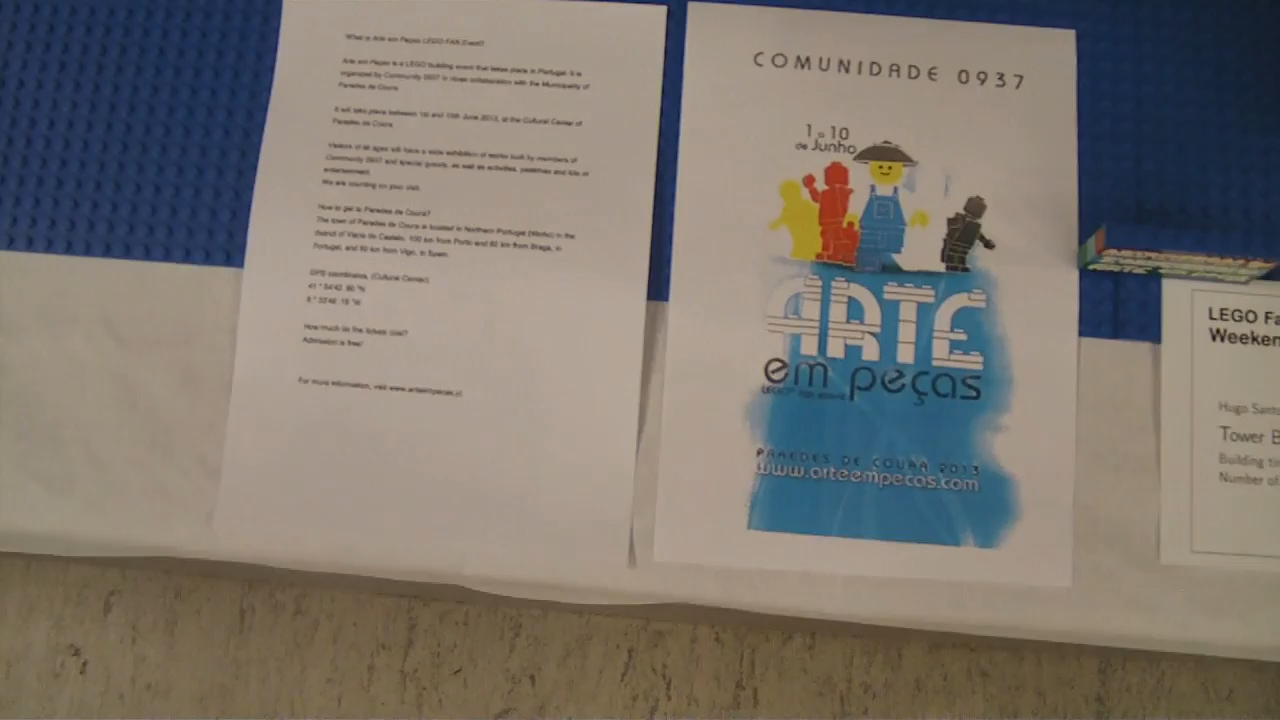 What is Arte em Peças LEGO FAN Event?
Arte em Peças is a LEGO building event that takes place in Portugal. It is
organized by Community 0937 in close collaboration with the Municipality of
Paredes de Coura.
It will take place between 1st and 10th June 2013, at the Cultural Center of
Paredes de Coura.
Visitors of all ages will have a wide exhibition of works built by members of
Community 0937 and special guests, as well as activities, pastimes and lots of
entertainment.
We are counting on your visit.
How to get to Paredes de Coura?
The town of Paredes de Coura is located in Northern Portugal (Minho) in the
district of Viana do Castelo, 100 km from Porto and 60 km from Braga, in
Portugal, and 60 km from Vigo, in Spain.
GPS coordinates, (Cultural Center)
How much do the tickets cost?
Admission is free!
For more information, visit
COMUNIDADE 0937
1 a 10
de Junho
ARTE
em peças
LEGO FAN EVENT
PAREDES DE COURA 2013
www.arteempecas.com
LEGO Fa
Weeken
Hugo Sant
Tower B
Building ti
Number of